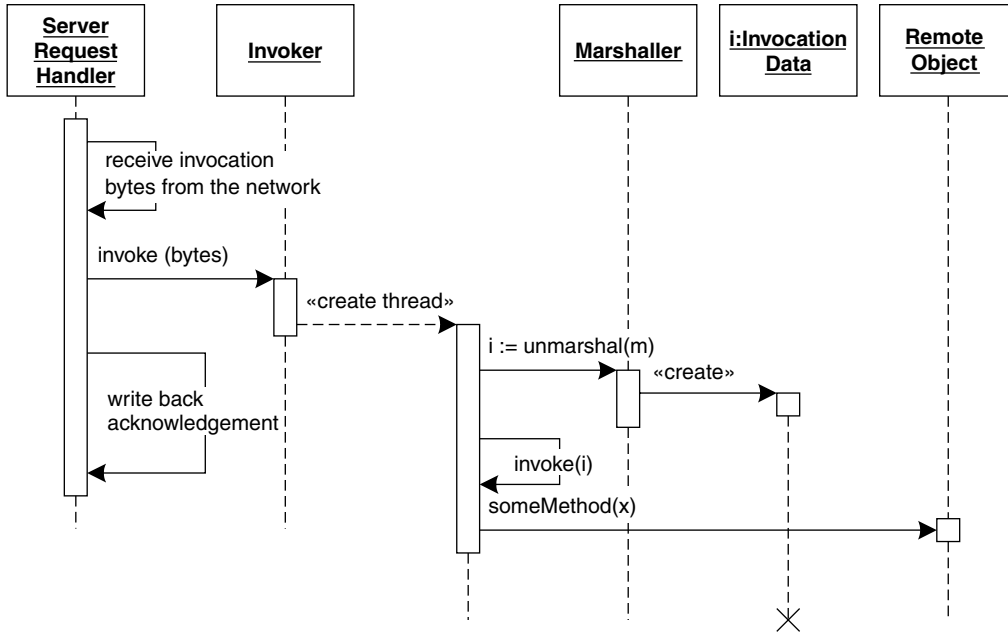 Server
Request
Handler
Invoker
Marshaller
i:Invocation
Data
Remote
Object
receive invocation
bytes from the network
invoke (bytes)
«create thread»
i := unmarshal(m)
«create»
write back
acknowledgement
invoke(i)
someMethod(x)